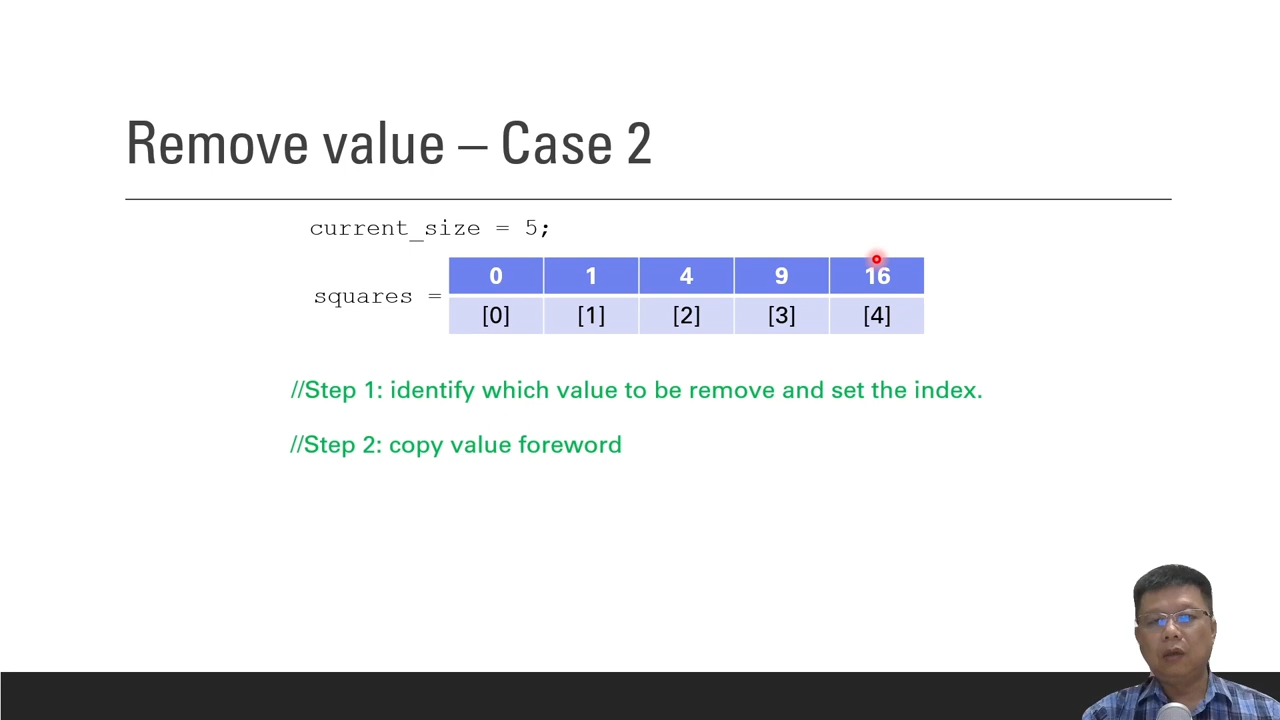 Remove value – Case 2
current_size = 5;
squares =
0 1 4 9 16
[0] [1] [2] [3] [4]
//Step 1: identify which value to be remove and set the index.
//Step 2: copy value foreword